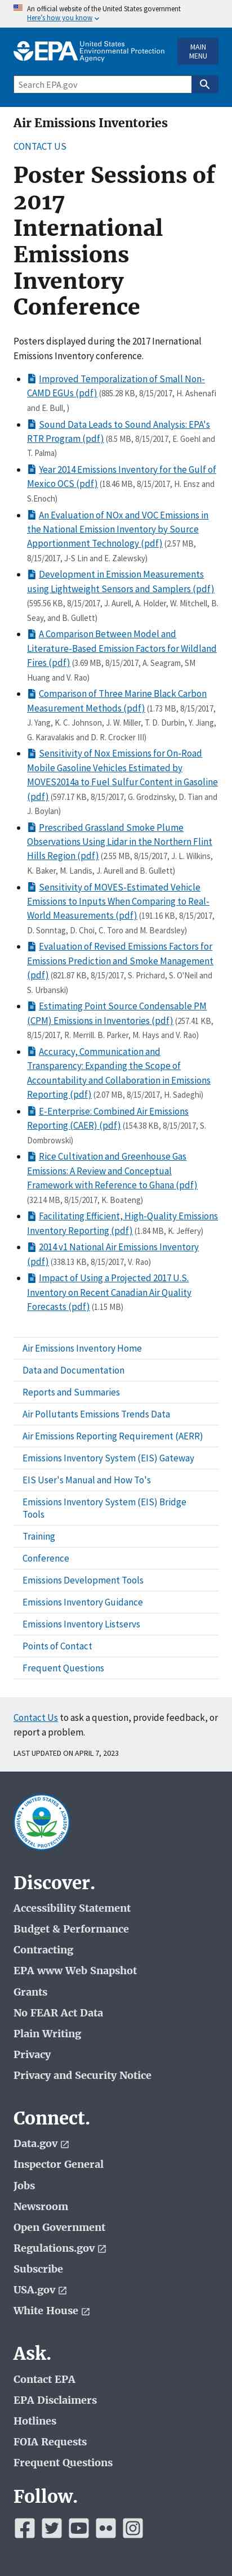 An official website of the United States government
Here's how you know
EPA United States Environmental Protection Agency
MAIN MENU
Search EPA.gov
Air Emissions Inventories
CONTACT US
Poster Sessions of
2017
International
Emissions
Inventory
Conference
Posters displayed during the 2017 Inernational
Emissions Inventory conference.
Improved Temporalization of Small Non-
CAMD EGUs (pdf) (885.28 KB, 8/15/2017, H. Ashenafi
and E. Bull, )
Sound Data Leads to Sound Analysis: EPA's
RTR Program (pdf) (8.5 MB, 8/15/2017, E. Goehl and
T. Palma)
Year 2014 Emissions Inventory for the Gulf of
Mexico OCS (pdf) (18.46 MB, 8/15/2017, H. Ensz and
S.Enoch)
An Evaluation of NOx and VOC Emissions in
the National Emission Inventory by Source
Apportionment Technology (pdf) (2.57 MB,
8/15/2017, J-S Lin and E. Zalewsky)
Development in Emission Measurements
using Lightweight Sensors and Samplers (pdf)
(595.56 KB, 8/15/2017, J. Aurell, A. Holder, W. Mitchell, B.
See, and B. Gullett)
A Comparison Between Model and
Literature-Based Emission Factors for Wildland
Fires (pdf) (3.69 MB, 8/15/2017, A. Seagram, SM
Huang and V. Rao)
Comparison of Three Marine Black Carbon
Measurement Methods (pdf) (1.73 MB, 8/15/2017,
J. Yang, K. C. Johnson, J. W. Miller, T. D. Durbin, Y. Jiang,
G. Karavalakis and D. R. Crocker III)
Sensitivity of Nox Emissions for On-Road
Mobile Gasoline Vehicles Estimated by
MOVES2014a to Fuel Sulfur Content in Gasoline
(pdf) (597.17 KB, 8/15/2017, G. Grodzinsky, D. Tian and
J. Boylan)
Prescribed Grassland Smoke Plume
Observations Using Lidar in the Northern Flint
Hills Region (pdf) (2.55 MB, 8/15/2017, J. L. Wilkins,
K. Baker, M. Landis, J. Aurell and B. Gullett)
Sensitivity of MOVES-Estimated Vehicle
Emissions to Inputs When Comparing to Real-
World Measurements (pdf) (191.16 KB, 8/15/2017,
D. Sonntag, D. Choi, C. Toro and M. Beardsley)
Evaluation of Revised Emissions Factors for
Emissions Prediction and Smoke Management
(pdf) (821.87 KB, 8/15/2017, S. Prichard, S. O'Neil and
S. Urbanski)
Estimating Point Source Condensable PM
(CPM) Emissions in Inventories (pdf) (257.41 KB,
8/15/2017, R. Merrill. B. Parker, M. Hays and V. Rao)
Accuracy, Communication and
Transparency: Expanding the Scope of
Accountability and Collaboration in Emissions
Reporting (pdf) (2.07 MB, 8/15/2017, H. Sadeghi)
E-Enterprise: Combined Air Emissions
Reporting (CAER) (pdf) (154.38 KB, 8/15/2017, S.
Dombrowski)
Rice Cultivation and Greenhouse Gas
Emissions: A Review and Conceptual
Framework with Reference to Ghana (pdf)
(32.14 MB, 8/15/2017, K. Boateng)
Facilitating Efficient, High-Quality Emissions
Inventory Reporting (pdf) (1.84 MB, K. Jeffery)
2014 v1 National Air Emissions Inventory
(pdf) (338.13 KB, 8/15/2017, V. Rao)
Impact of Using a Projected 2017 U.S.
Inventory on Recent Canadian Air Quality
Forecasts (pdf) (1.15 MB)
Air Emissions Inventory Home
Data and Documentation
Reports and Summaries
Air Pollutants Emissions Trends Data
Air Emissions Reporting Requirement (AERR)
Emissions Inventory System (EIS) Gateway
EIS User's Manual and How To's
Emissions Inventory System (EIS) Bridge
Tools
Training
Conference
Emissions Development Tools
Emissions Inventory Guidance
Emissions Inventory Listservs
Points of Contact
Frequent Questions
Contact Us to ask a question, provide feedback, or
report a problem.
LAST UPDATED ON APRIL 7, 2023
UNITED STATES ENVIRONMENTAL PROTECTION AGENCY
Discover.
Accessibility Statement
Budget & Performance
Contracting
EPA www Web Snapshot
Grants
No FEAR Act Data
Plain Writing
Privacy
Privacy and Security Notice
Connect.
Data.gov
Inspector General
Jobs
Newsroom
Open Government
Regulations.gov
Subscribe
USA.gov
White House
Ask.
Contact EPA
EPA Disclaimers
Hotlines
FOIA Requests
Frequent Questions
Follow.